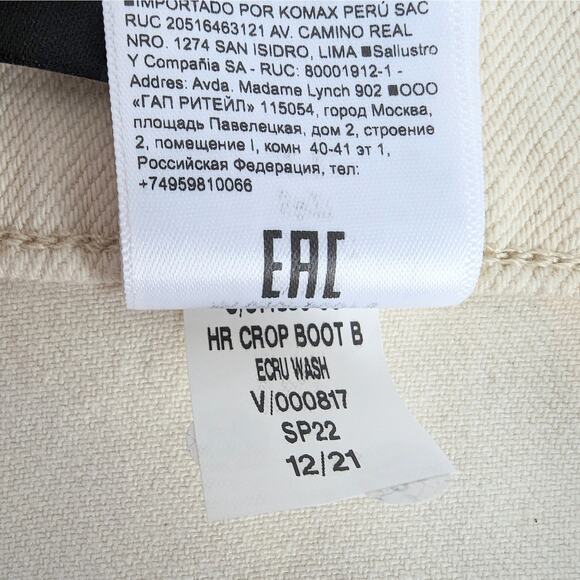 ■IMPORTADO POR KOMAX PERÚ SAC
RUC 20516463121 AV. CAMINO REAL
NRO. 1274 SAN ISIDRO, LIMA ■Sallustro
Y Compañia SA - RUC: 80001912-1 -
Addres: Avda. Madame Lynch 902 ■ООО
«ГАП РИТЕЙЛ» 115054, город Москва,
площадь Павелецкая, дом 2, строение
2, помещение I, комн 40-41 эт 1,
Российская Федерация, тел:
+74959810066
EAC
HR CROP BOOT B
ECRU WASH
V/000817
SP22
12/21